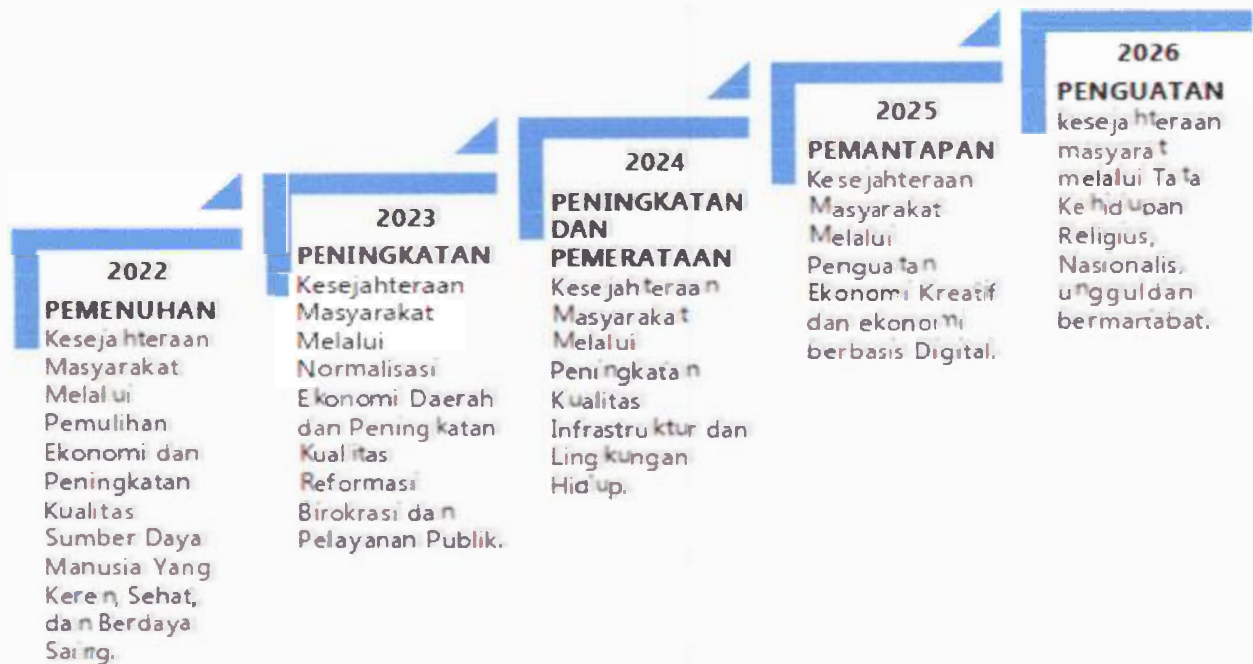 2022
PEMENUHAN
Kesejahteraan
Masyarakat
Melalui
Pemulihan
Ekonomi dan
Peningkatan
Kualitas
Sumber Daya
Manusia Yang
Keren, Sehat,
dan Berdaya
Saing.
2023
PENINGKATAN
Kesejahteraan
Masyarakat
Melalui
Normalisasi
Ekonomi Daerah
dan Peningkatan
Kualitas
Reformasi
Birokrasi dan
Pelayanan Publik.
2024
PENINGKATAN
DAN
PEMERATAAN
Kesejahteraan
Masyarakat
Melalui
Peningkatan
Kualitas
Infrastruktur dan
Lingkungan
Hidup.
2025
PEMANTAPAN
Kesejahteraan
Masyarakat
Melalui
Penguatan
Ekonomi Kreatif
dan ekonomi
berbasis Digital.
2026
PENGUATAN
kesejahteraan
masyarat
melalui Tata
Kehidupan
Religius,
Nasionalis,
ungguldan
bermartabat.